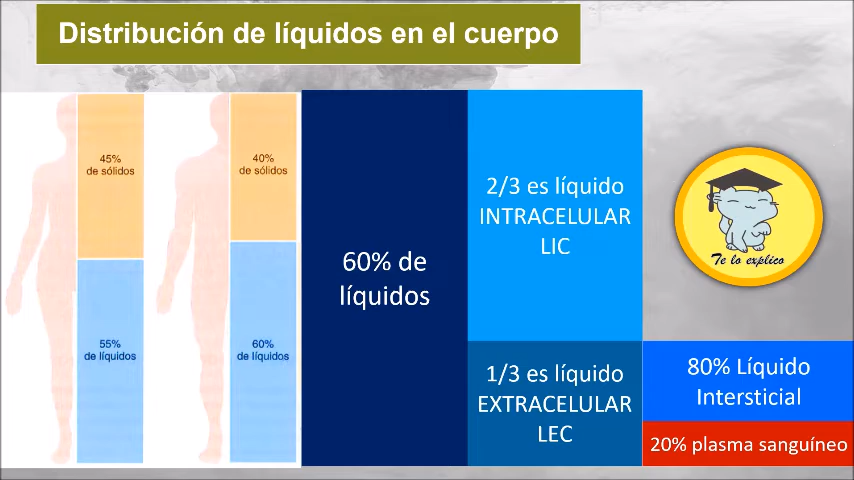 Distribución de líquidos en el cuerpo
45%
de sólidos
55%
de líquidos
40%
de sólidos
60%
de líquidos
60% de
líquidos
2/3 es líquido
INTRACELULAR
LIC
1/3 es líquido
EXTRACELULAR
LEC
Te lo explico
80% Líquido
Intersticial
20% plasma sanguíneo